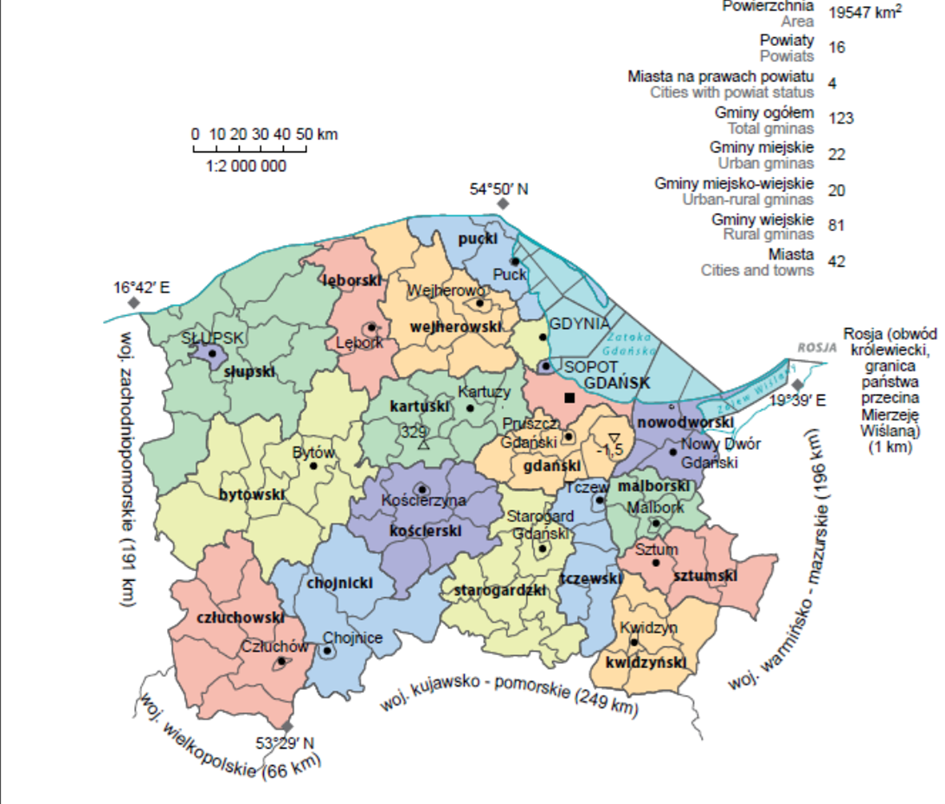 Powierzchnia
Area
19547 km²
Powiaty
Powiats
16
Miasta na prawach powiatu
Cities with powiat status
4
Gminy ogółem
Total gminas
123
Gminy miejskie
Urban gminas
22
Gminy miejsko-wiejskie
Urban-rural gminas
20
Gminy wiejskie
Rural gminas
81
Miasta
Cities and towns
42
0 10 20 30 40 50 km
1:2 000 000
54°50′ N
16°42′ E
pucki
Puck
lęborski
Wejherowo
wejherowski
Lębork
GDYNIA
Zatoka
Gdańska
SŁUPSK
słupski
SOPOT
GDAŃSK
ROSJA
Zalew Wiślany
19°39′ E
Rosja (obwód
królewiecki,
granica
państwa
przecina
Mierzeję
Wiślaną)
(1 km)
Kartuzy
kartuski
329
Pruszcz
Gdański
-1,5
gdański
nowodworski
Nowy Dwór
Gdański
Bytów
bytowski
Kościerzyna
kościerski
Tczew
malborski
Malbork
Starogard
Gdański
Sztum
sztumski
chojnicki
starogardzki
tczewski
człuchowski
Człuchów
Chojnice
Kwidzyn
kwidzyński
woj. zachodniopomorskie (191 km)
woj. warmińsko - mazurskie (196 km)
woj. kujawsko - pomorskie (249 km)
53°29′ N
woj. wielkopolskie (66 km)